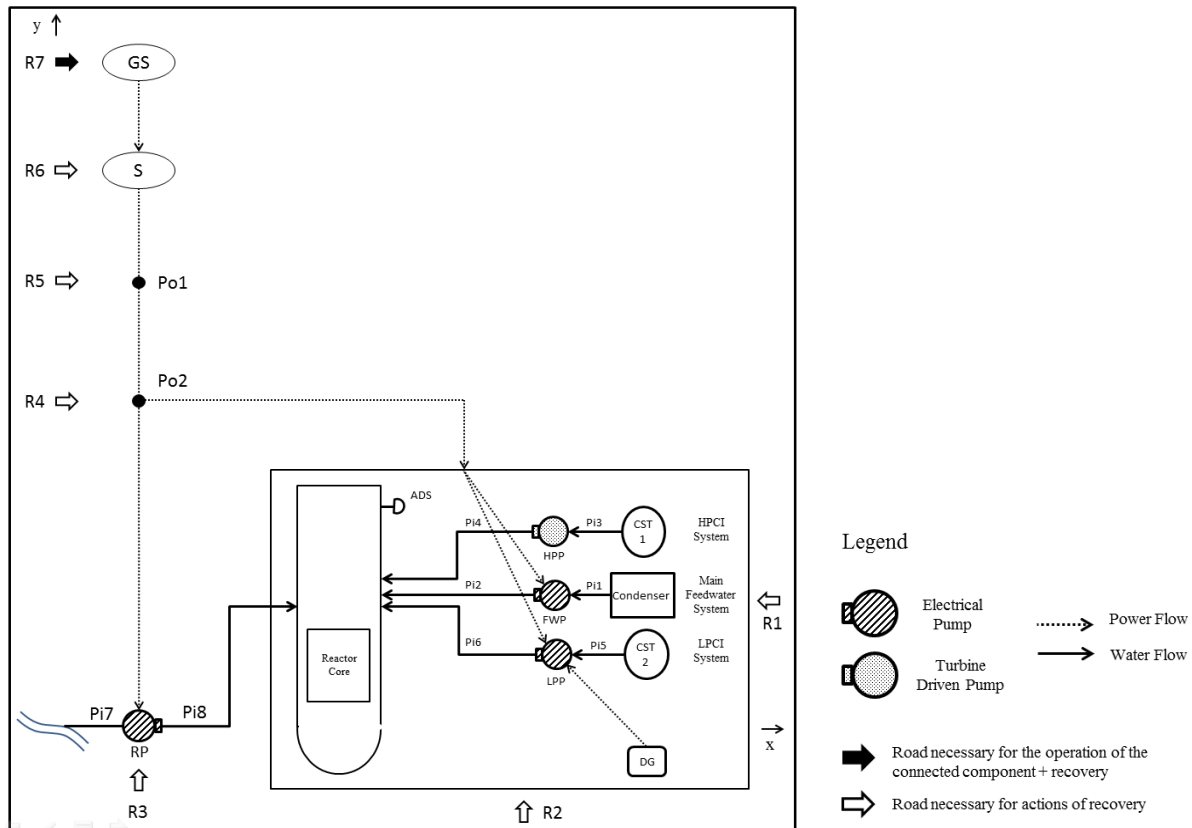 y
R7
GS
R6
S
R5
Po1
Po2
R4
ADS
Pi4
Pi3
CST
1
HPCI
System
HPP
Pi2
Pi1
Condenser
Main
Feedwater
System
FWP
R1
Pi6
Pi5
CST
2
LPCI
System
LPP
Reactor
Core
Pi7
Pi8
RP
DG
x
R3
R2
Legend
Electrical
Pump
Turbine
Driven Pump
Power Flow
Water Flow
Road necessary for the operation of the
connected component + recovery
Road necessary for actions of recovery